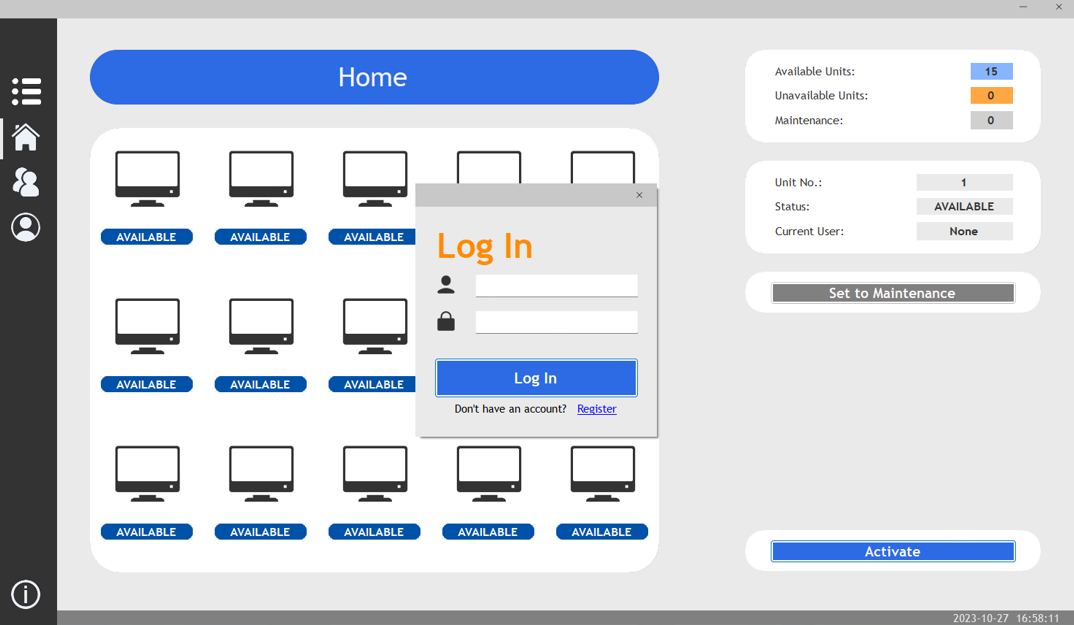 Home
Available Units: 15
Unavailable Units: 0
Maintenance: 0
Unit No.: 1
Status: AVAILABLE
Current User: None
Set to Maintenance
AVAILABLE AVAILABLE AVAILABLE
Log In
Log In
Don't have an account? Register
AVAILABLE AVAILABLE AVAILABLE
AVAILABLE AVAILABLE AVAILABLE AVAILABLE AVAILABLE
Activate
2023-10-27 16:58:11